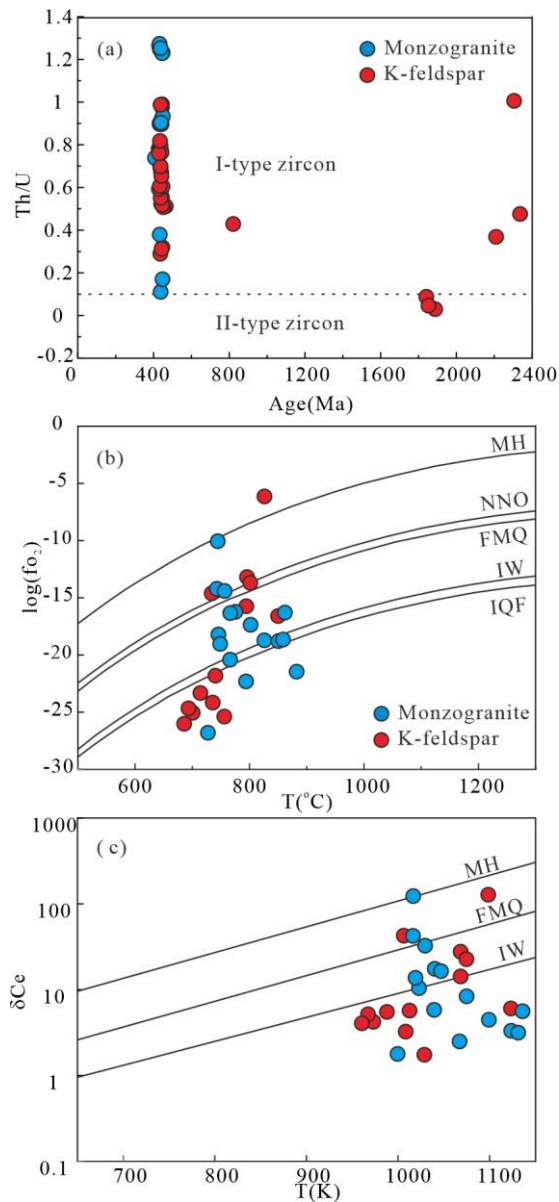 (a)
Monzogranite
K-feldspar
Th/U
1.4
1.2
1
0.8
0.6
0.4
0.2
0
-0.2
I-type zircon
II-type zircon
0 400 800 1200 1600 2000 2400
Age(Ma)
(b)
log(fo₂)
-0
-5
-10
-15
-20
-25
-30
MH
NNO
FMQ
IW
IQF
Monzogranite
K-feldspar
600 800 1000 1200
T(°C)
(c)
δCe
1000
100
10
1
0.1
MH
FMQ
IW
700 900 1000 1100
T(K)